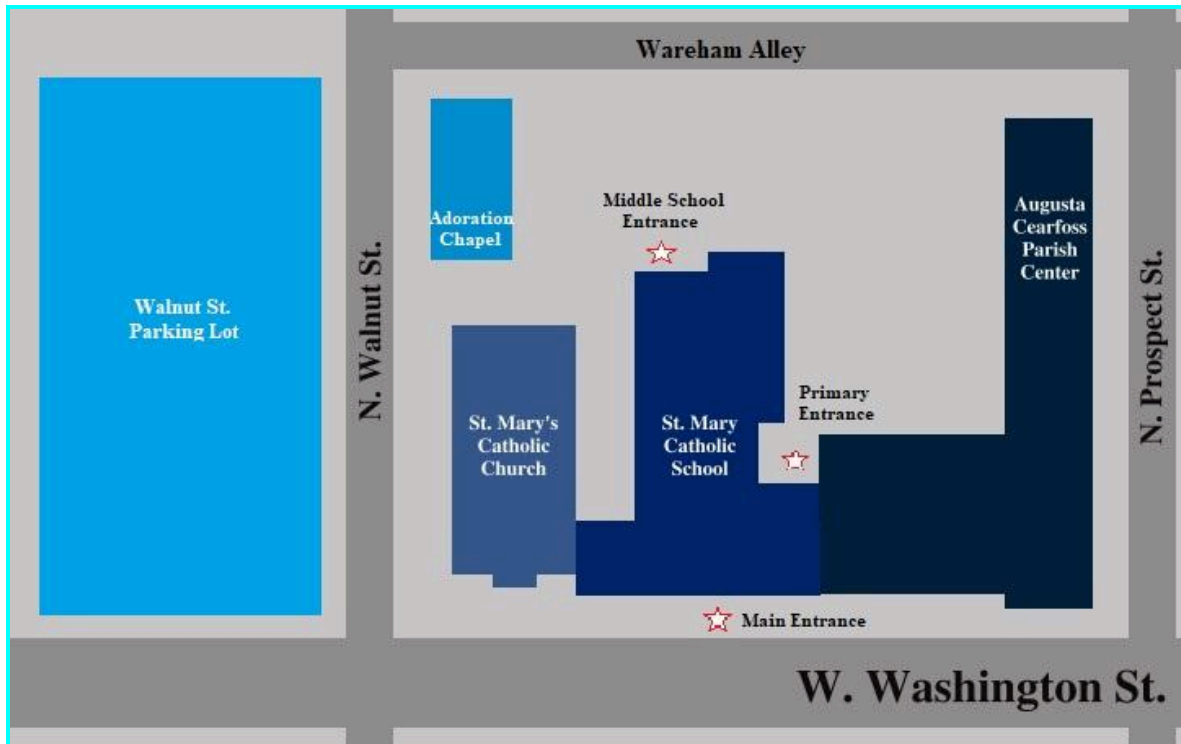 Wareham Alley
Adoration
Chapel
Middle School
Entrance
Augusta
Cearfoss
Parish
Center
Walnut St.
Parking Lot
N. Walnut St.
N. Prospect St.
Primary
Entrance
St. Mary's
Catholic
Church
St. Mary
Catholic
School
Main Entrance
W. Washington St.